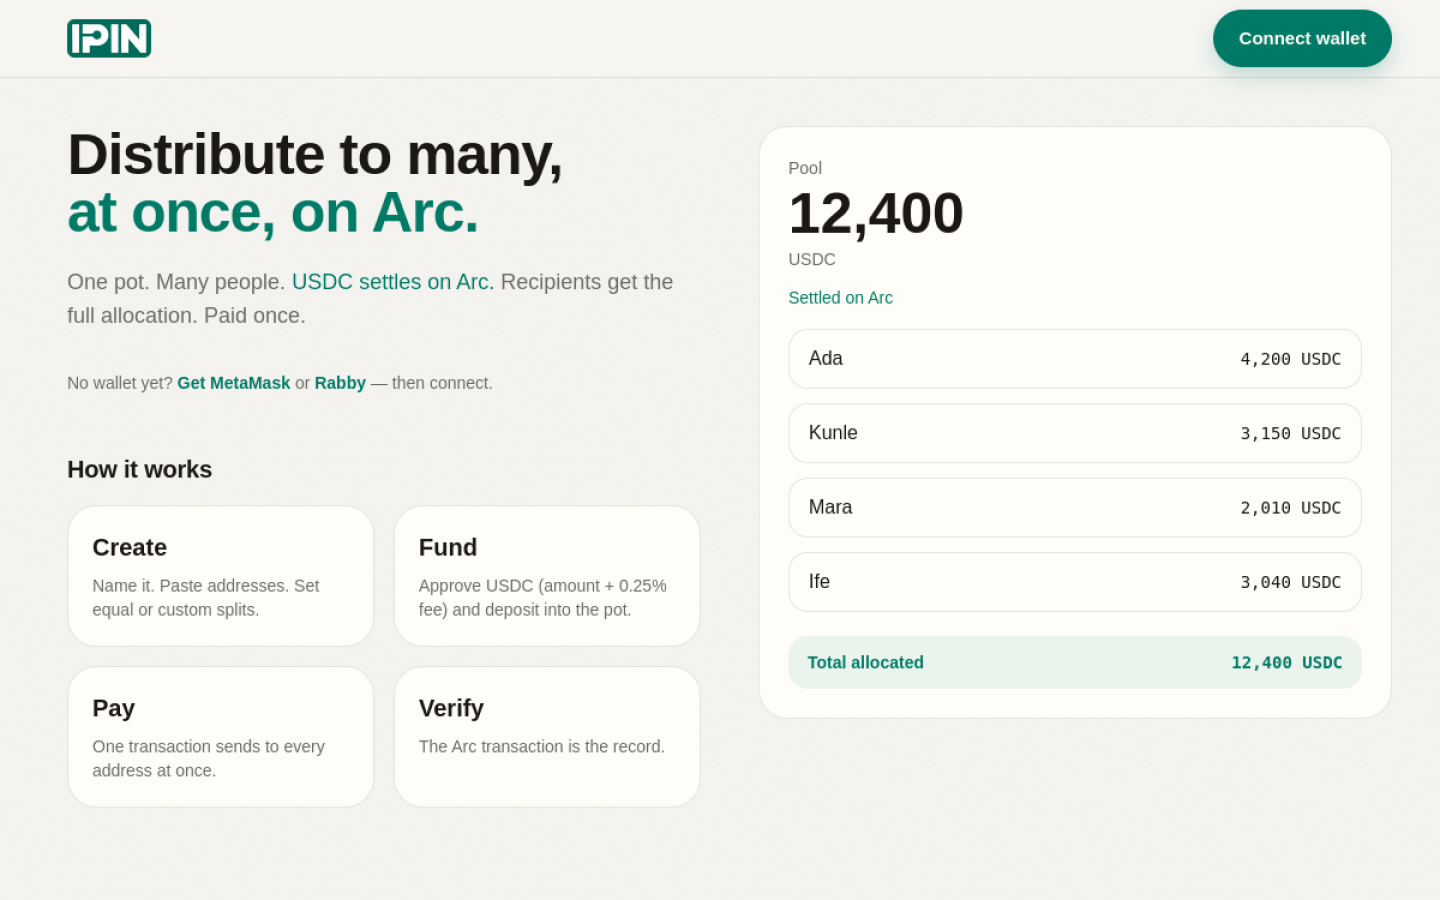 IPIN
Connect wallet
Distribute to many,
at once, on Arc.
One pot. Many people. USDC settles on Arc. Recipients get the
full allocation. Paid once.
No wallet yet? Get MetaMask or Rabby — then connect.
How it works
Create
Name it. Paste addresses. Set
equal or custom splits.
Fund
Approve USDC (amount + 0.25%
fee) and deposit into the pot.
Pay
One transaction sends to every
address at once.
Verify
The Arc transaction is the record.
Pool
12,400
USDC
Settled on Arc
Ada 4,200 USDC
Kunle 3,150 USDC
Mara 2,010 USDC
Ife 3,040 USDC
Total allocated 12,400 USDC